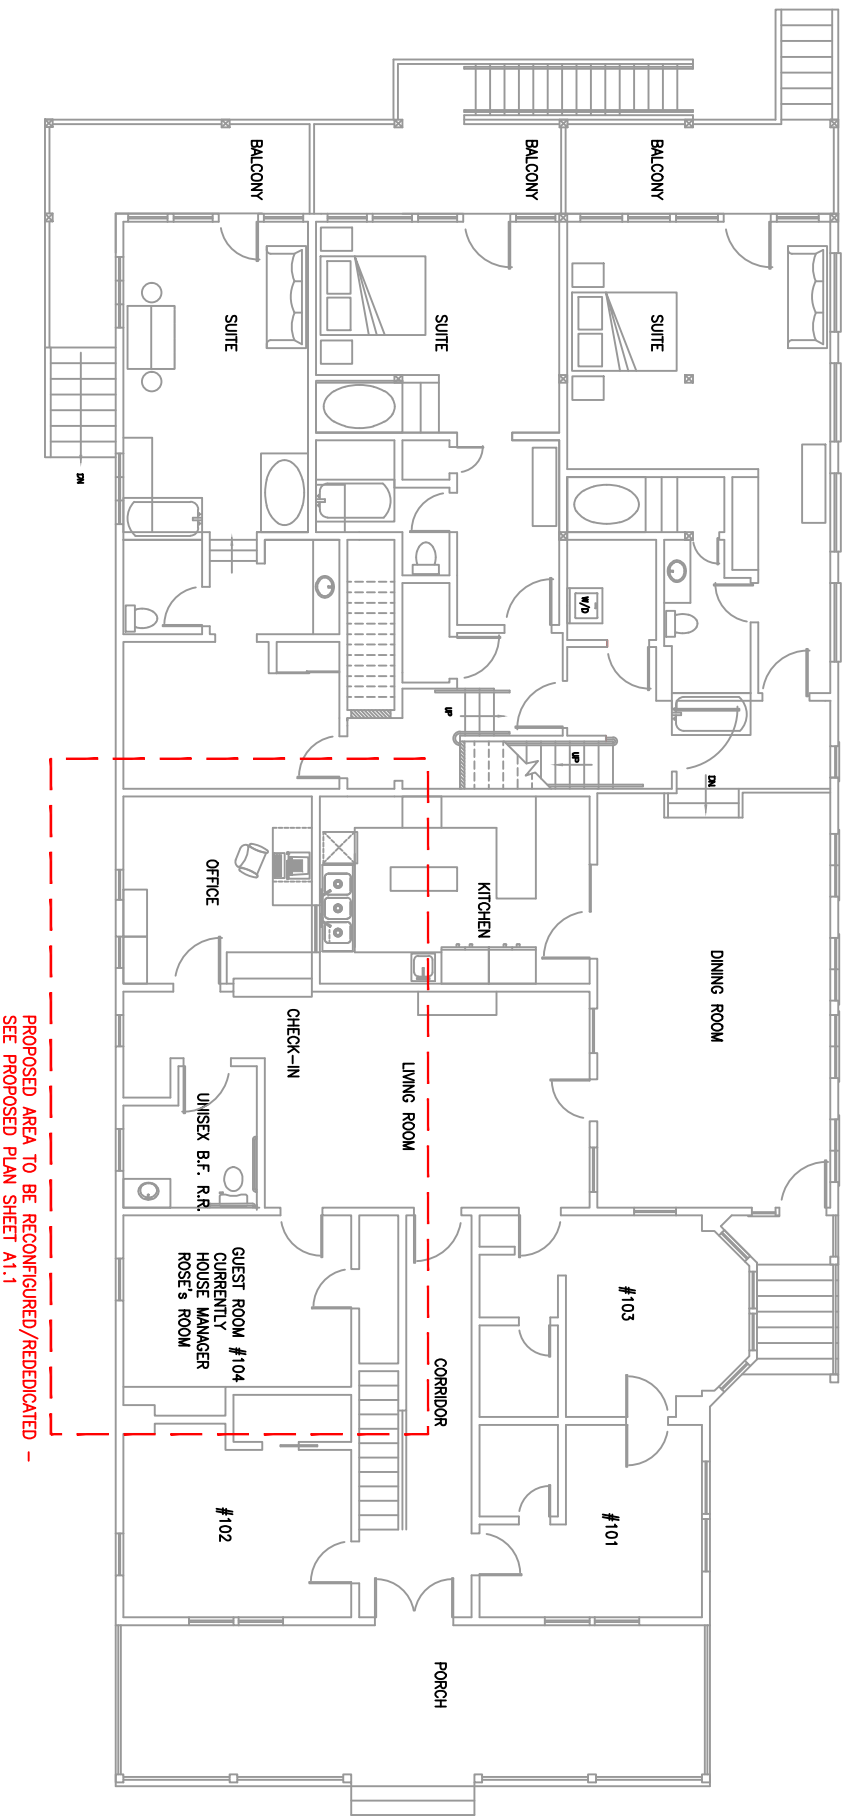 BALCONY
BALCONY
BALCONY
SUITE
SUITE
SUITE
DN
W/D
UP
UP
DN
OFFICE
KITCHEN
DINING ROOM
CHECK-IN
LIVING ROOM
UNISEX B.F. R.R.
GUEST ROOM #104
CURRENTLY
HOUSE MANAGER
ROSE's ROOM
CORRIDOR
#103
#102
#101
PORCH
PROPOSED AREA TO BE RECONFIGURED/REDEDICATED -
SEE PROPOSED PLAN SHEET A1.1